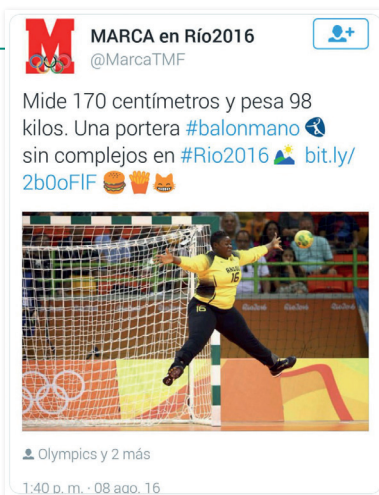 MARCA en Río2016
@MarcaTMF
Mide 170 centímetros y pesa 98
kilos. Una portera #balonmano
sin complejos en #Rio2016 bit.ly/
2b0oFlF
16
16
Olympics y 2 más
1:40 p. m. · 08 ago. 16